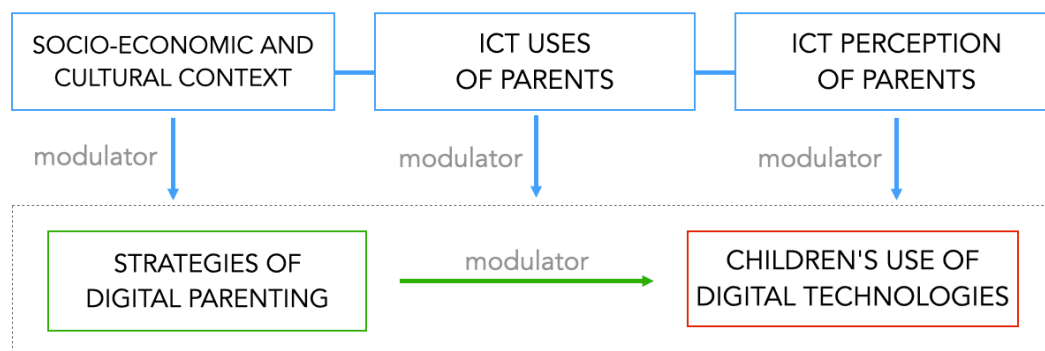 SOCIO-ECONOMIC AND
CULTURAL CONTEXT
ICT USES
OF PARENTS
ICT PERCEPTION
OF PARENTS
modulator
modulator
modulator
STRATEGIES OF
DIGITAL PARENTING
modulator
CHILDREN'S USE OF
DIGITAL TECHNOLOGIES